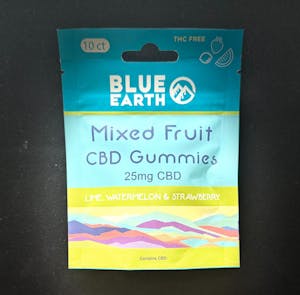 10 ct
THC FREE
BLUE
EARTH
Mixed Fruit
CBD Gummies
25mg CBD
LIME, WATERMELON & STRAWBERRY
Contains CBD